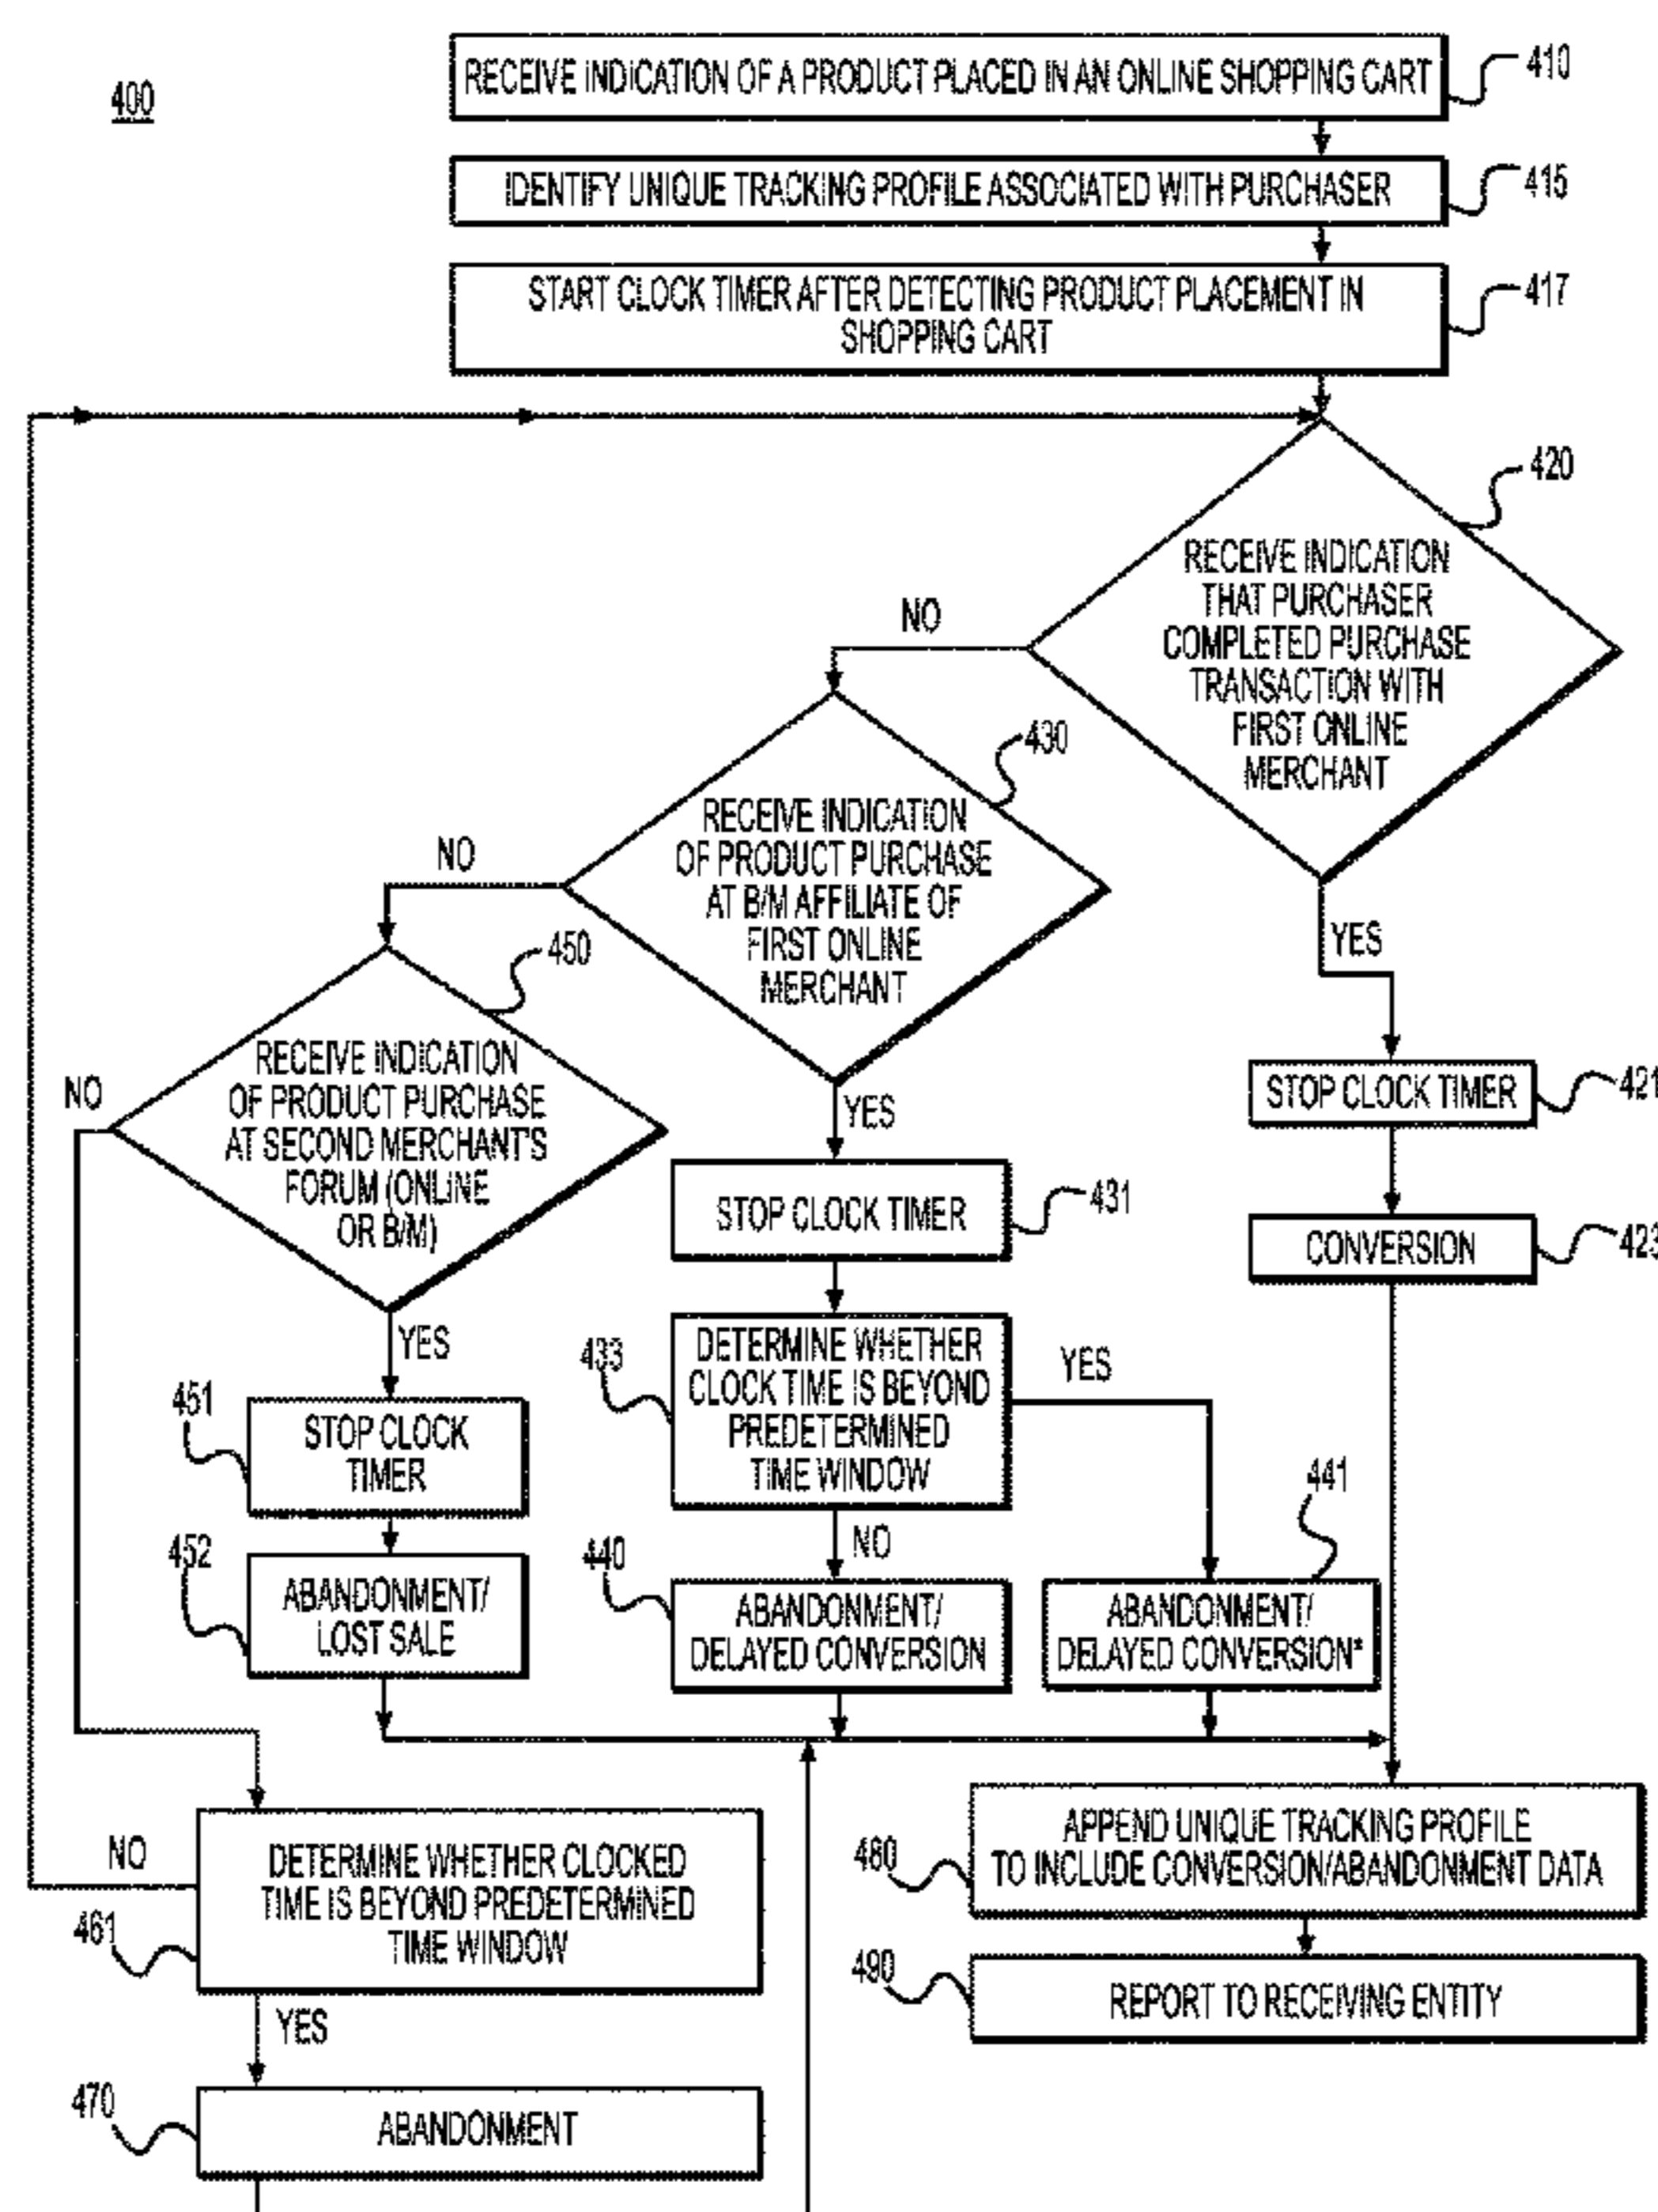 400
RECEIVE INDICATION OF A PRODUCT PLACED IN AN ONLINE SHOPPING CART
410
IDENTIFY UNIQUE TRACKING PROFILE ASSOCIATED WITH PURCHASER
415
START CLOCK TIMER AFTER DETECTING PRODUCT PLACEMENT IN
SHOPPING CART
417
420
RECEIVE INDICATION
THAT PURCHASER
COMPLETED PURCHASE
TRANSACTION WITH
FIRST ONLINE
MERCHANT
NO
YES
430
RECEIVE INDICATION
OF PRODUCT PURCHASE
AT B/M AFFILIATE OF
FIRST ONLINE
MERCHANT
NO
YES
450
RECEIVE INDICATION
OF PRODUCT PURCHASE
AT SECOND MERCHANT'S
FORUM (ONLINE
OR B/M)
NO
YES
STOP CLOCK TIMER
421
CONVERSION
423
STOP CLOCK TIMER
431
433
DETERMINE WHETHER
CLOCK TIME IS BEYOND
PREDETERMINED
TIME WINDOW
YES
NO
451
STOP CLOCK
TIMER
452
ABANDONMENT/
LOST SALE
440
ABANDONMENT/
DELAYED CONVERSION
441
ABANDONMENT/
DELAYED CONVERSION*
NO
461
DETERMINE WHETHER CLOCKED
TIME IS BEYOND PREDETERMINED
TIME WINDOW
YES
470
ABANDONMENT
480
APPEND UNIQUE TRACKING PROFILE
TO INCLUDE CONVERSION/ABANDONMENT DATA
490
REPORT TO RECEIVING ENTITY